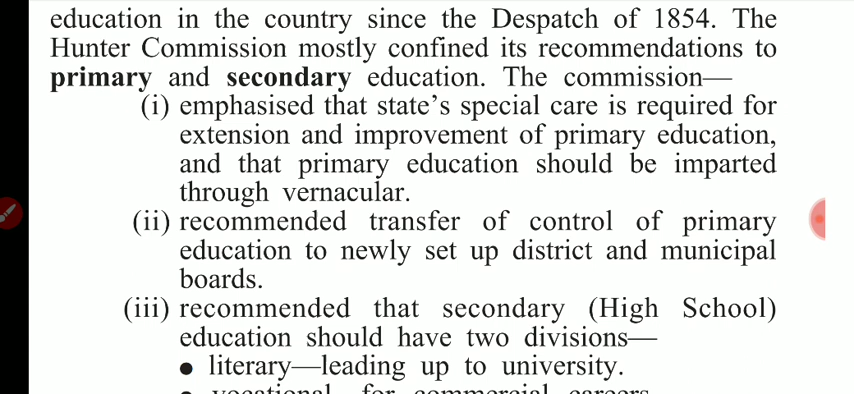 education in the country since the Despatch of 1854. The
Hunter Commission mostly confined its recommendations to
primary and secondary education. The commission—
(i) emphasised that state's special care is required for
extension and improvement of primary education,
and that primary education should be imparted
through vernacular.
(ii) recommended transfer of control of primary
education to newly set up district and municipal
boards.
(iii) recommended that secondary (High School)
education should have two divisions—
● literary—leading up to university.
● vocational—for commercial careers.